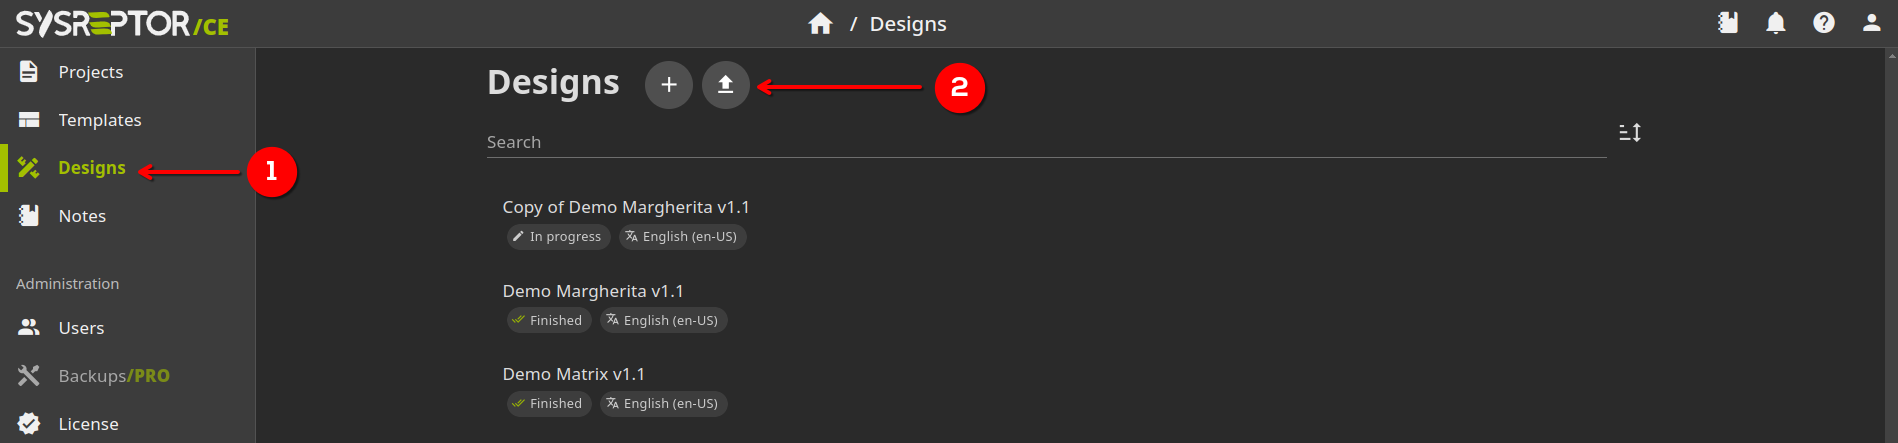 SYSREPTOR/CE
/ Designs
Projects
Templates
Designs
1
Notes
Administration
Users
Backups/PRO
License
Designs
2
Search
Copy of Demo Margherita v1.1
In progress
English (en-US)
Demo Margherita v1.1
Finished
English (en-US)
Demo Matrix v1.1
Finished
English (en-US)